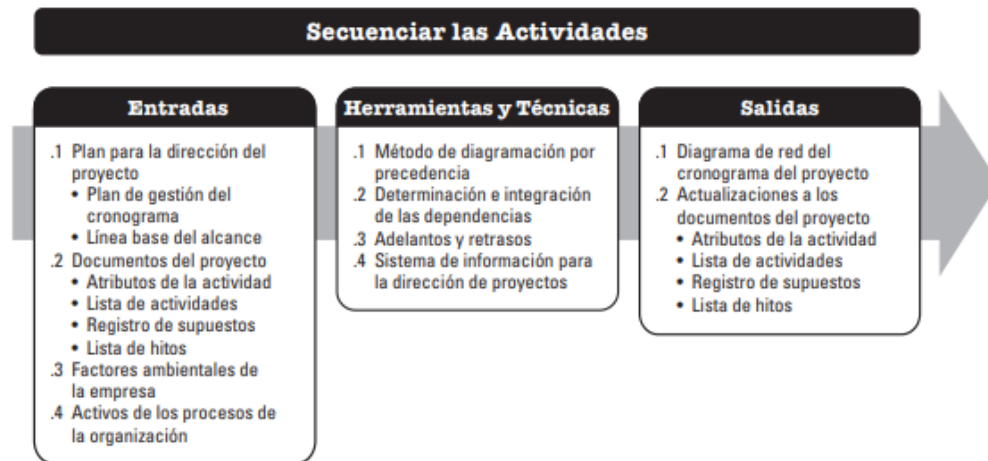 Secuenciar las Actividades
Entradas
.1 Plan para la dirección del
proyecto
• Plan de gestión del
cronograma
• Línea base del alcance
.2 Documentos del proyecto
• Atributos de la actividad
• Lista de actividades
• Registro de supuestos
• Lista de hitos
.3 Factores ambientales de
la empresa
.4 Activos de los procesos de
la organización
Herramientas y Técnicas
.1 Método de diagramación por
precedencia
.2 Determinación e integración
de las dependencias
.3 Adelantos y retrasos
.4 Sistema de información para
la dirección de proyectos
Salidas
.1 Diagrama de red del
cronograma del proyecto
.2 Actualizaciones a los
documentos del proyecto
• Atributos de la actividad
• Lista de actividades
• Registro de supuestos
• Lista de hitos